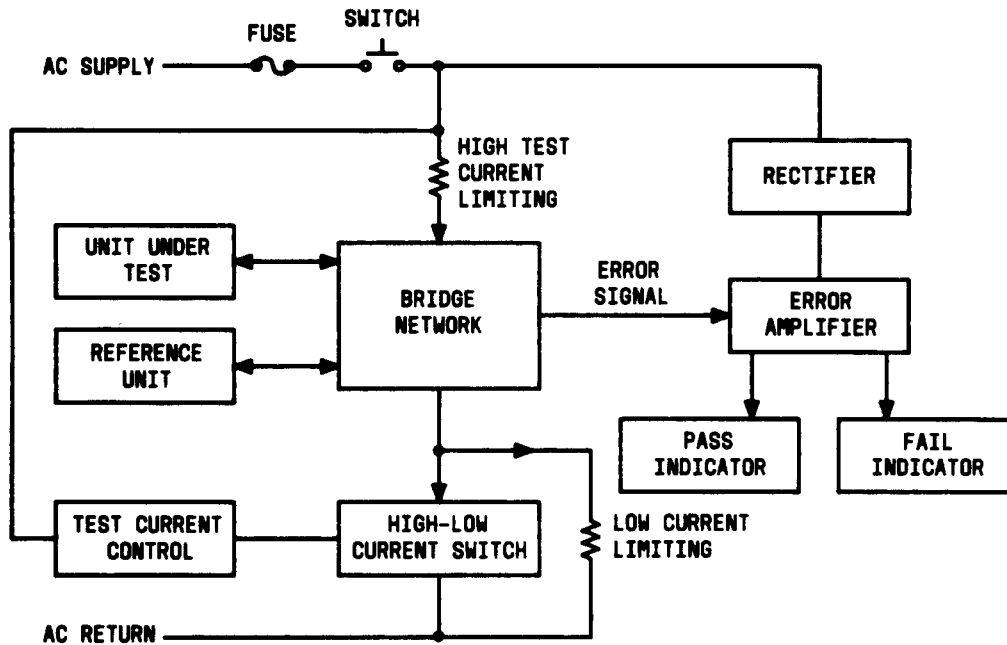 FUSE
SWITCH
AC SUPPLY
HIGH TEST
CURRENT
LIMITING
RECTIFIER
UNIT UNDER
TEST
BRIDGE
NETWORK
ERROR
SIGNAL
ERROR
AMPLIFIER
REFERENCE
UNIT
PASS
INDICATOR
FAIL
INDICATOR
TEST CURRENT
CONTROL
HIGH-LOW
CURRENT SWITCH
LOW CURRENT
LIMITING
AC RETURN